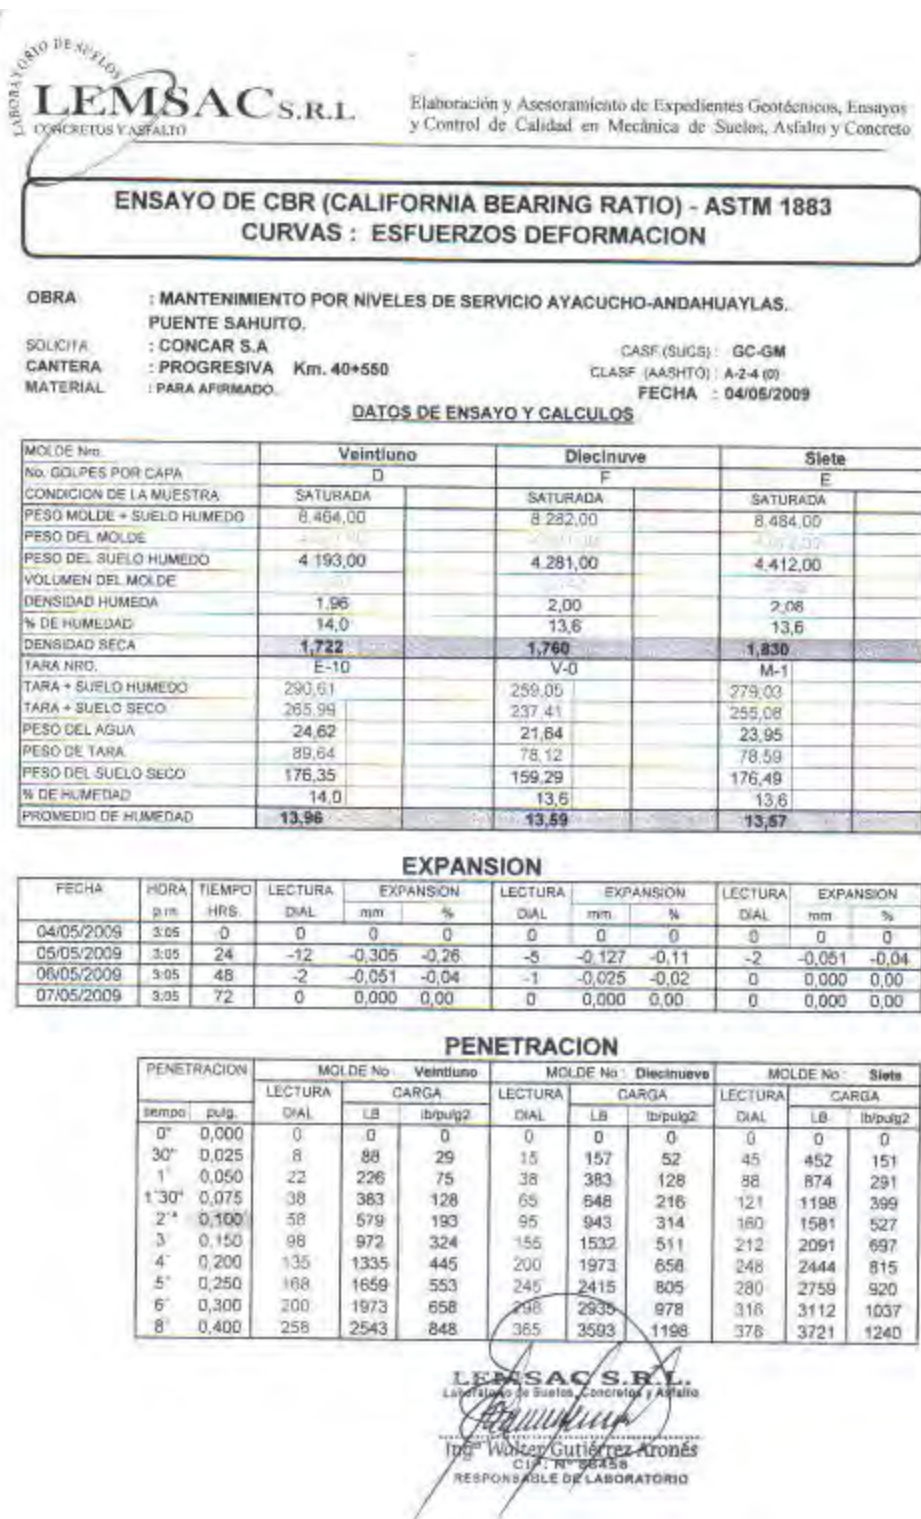 LABORATORIO DE SUELOS
LEMSAC S.R.L
CONCRETOS Y ASFALTO
Elaboración y Asesoramiento de Expedientes Geotécnicos, Ensayos
y Control de Calidad en Mecánica de Suelos, Asfalto y Concreto
ENSAYO DE CBR (CALIFORNIA BEARING RATIO) - ASTM 1883
CURVAS : ESFUERZOS DEFORMACION
OBRA : MANTENIMIENTO POR NIVELES DE SERVICIO AYACUCHO-ANDAHUAYLAS.
PUENTE SAHUITO.
SOLICITA : CONCAR S.A CASF.(SUCS) : GC-GM
CANTERA : PROGRESIVA Km. 40+550 CLASF (AASHTO) : A-2-4 (0)
MATERIAL : PARA AFIRMADO. FECHA : 04/05/2009
DATOS DE ENSAYO Y CALCULOS
MOLDE Nro. Veintiuno Diecinuve Siete
No. GOLPES POR CAPA D F E
CONDICION DE LA MUESTRA SATURADA SATURADA SATURADA
PESO MOLDE + SUELO HUMEDO 8.464,00 8.282,00 8.484,00
PESO DEL MOLDE
PESO DEL SUELO HUMEDO 4.193,00 4.281,00 4.412,00
VOLUMEN DEL MOLDE
DENSIDAD HUMEDA 1,96 2,00 2,08
% DE HUMEDAD 14,0 13,6 13,6
DENSIDAD SECA 1,722 1,760 1,830
TARA NRO. E-10 V-0 M-1
TARA + SUELO HUMEDO 290,61 259,05 279,03
TARA + SUELO SECO 265,99 237,41 255,08
PESO DEL AGUA 24,62 21,64 23,95
PESO DE TARA 89,64 78,12 78,59
PESO DEL SUELO SECO 176,35 159,29 176,49
% DE HUMEDAD 14,0 13,6 13,6
PROMEDIO DE HUMEDAD 13,96 13,59 13,57
EXPANSION
FECHA HORA TIEMPO LECTURA EXPANSION LECTURA EXPANSION LECTURA EXPANSION
p.m. HRS. DIAL mm % DIAL mm. % DIAL mm %
04/05/2009 3:05 0 0 0 0 0 0 0 0 0 0
05/05/2009 3:05 24 -12 -0,305 -0,26 -5 -0,127 -0,11 -2 -0,051 -0,04
06/05/2009 3:05 48 -2 -0,051 -0,04 -1 -0,025 -0,02 0 0,000 0,00
07/05/2009 3:05 72 0 0,000 0,00 0 0,000 0,00 0 0,000 0,00
PENETRACION
PENETRACION MOLDE No : Veintiuno MOLDE No : Diecinueve MOLDE No : Siete
LECTURA CARGA LECTURA CARGA LECTURA CARGA
tiempo pulg. DIAL LB lb/pulg2 DIAL LB lb/pulg2 DIAL LB lb/pulg2
0" 0,000 0 0 0 0 0 0 0 0 0
30" 0,025 8 88 29 15 157 52 45 452 151
1' 0,050 22 226 75 38 383 128 88 874 291
1'30" 0,075 38 383 128 65 648 216 121 1198 399
2' 0,100 58 579 193 95 943 314 160 1581 527
3 0,150 98 972 324 155 1532 511 212 2091 697
4' 0,200 135 1335 445 200 1973 658 248 2444 815
5' 0,250 168 1659 553 245 2415 805 280 2759 920
6' 0,300 200 1973 658 298 2935 978 316 3112 1037
8' 0,400 258 2543 848 365 3593 1198 378 3721 1240
LEMSAC S.R.L.
Laboratorio de Suelos, Concretos y Asfalto
Ingº Walter Gutiérrez Aronés
CIP. Nº 86458
RESPONSABLE DE LABORATORIO